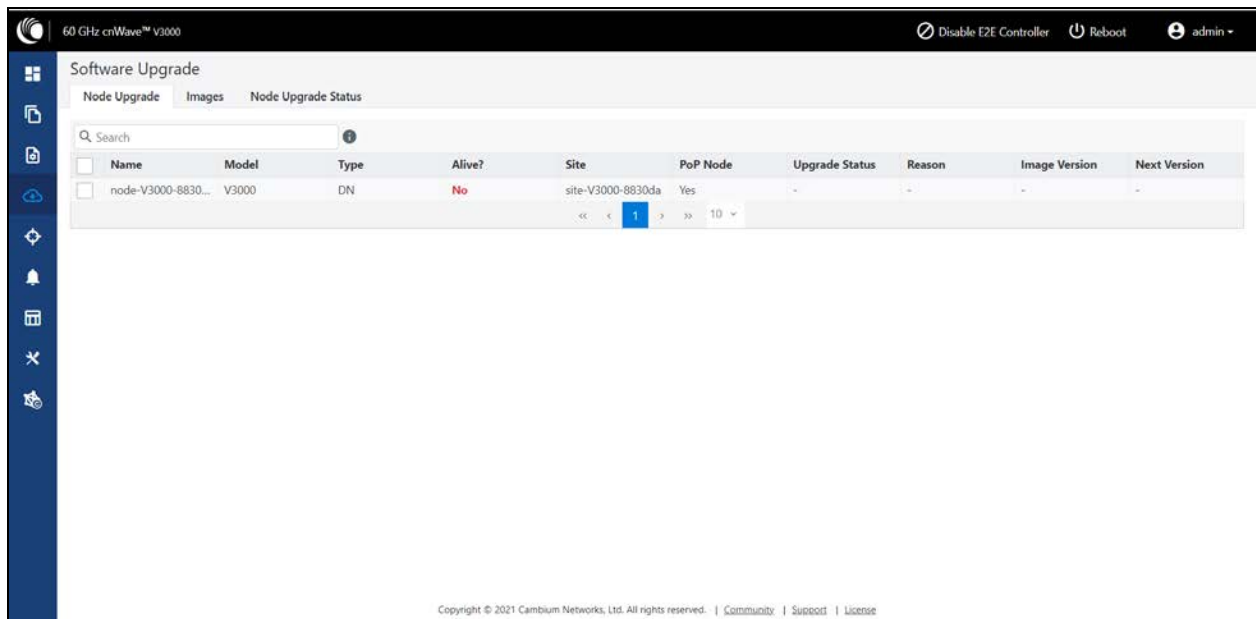 60 GHz cnWave™ V3000 Disable E2E Controller Reboot admin
Software Upgrade
Node Upgrade Images Node Upgrade Status
Search
Name Model Type Alive? Site PoP Node Upgrade Status Reason Image Version Next Version
node-V3000-8830... V3000 DN No site-V3000-8830da Yes - - - -
« ‹ 1 › » 10
Copyright © 2021 Cambium Networks, Ltd. All rights reserved. | Community | Support | License